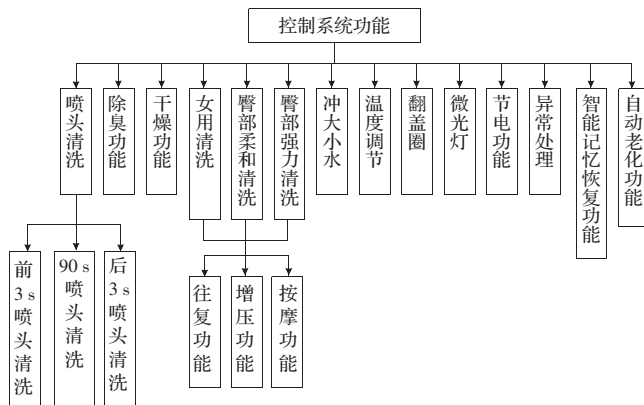 控制系统功能
喷头清洗
除臭功能
干燥功能
女用清洗
臀部柔和清洗
臀部强力清洗
冲大小水
温度调节
翻盖圈
微光灯
节电功能
异常处理
智能记忆恢复功能
自动老化功能
前3 s喷头清洗
90 s喷头清洗
后3 s喷头清洗
往复功能
增压功能
按摩功能